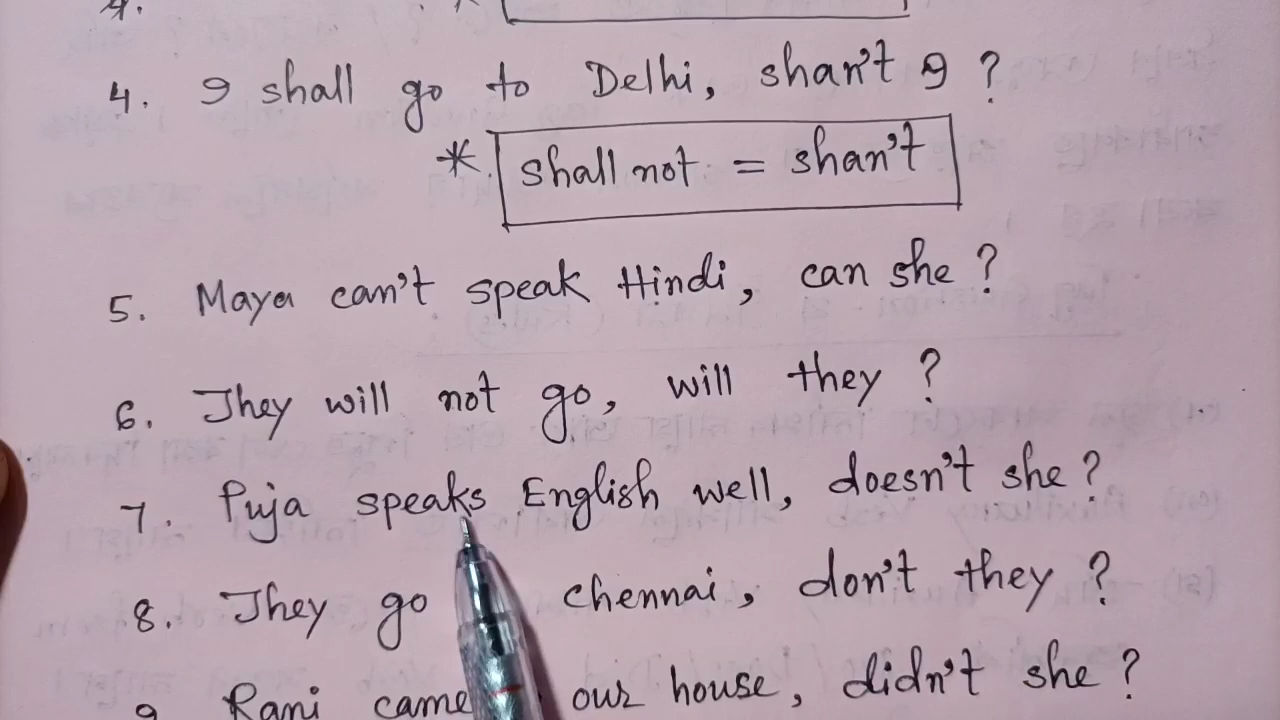 4. I shall go to Delhi, shan't I ?
* shall not = shan't
5. Maya can't speak Hindi, can she ?
6. They will not go, will they ?
7. Puja speaks English well, doesn't she ?
8. They go chennai, don't they ?
9. Rani came our house, didn't she ?